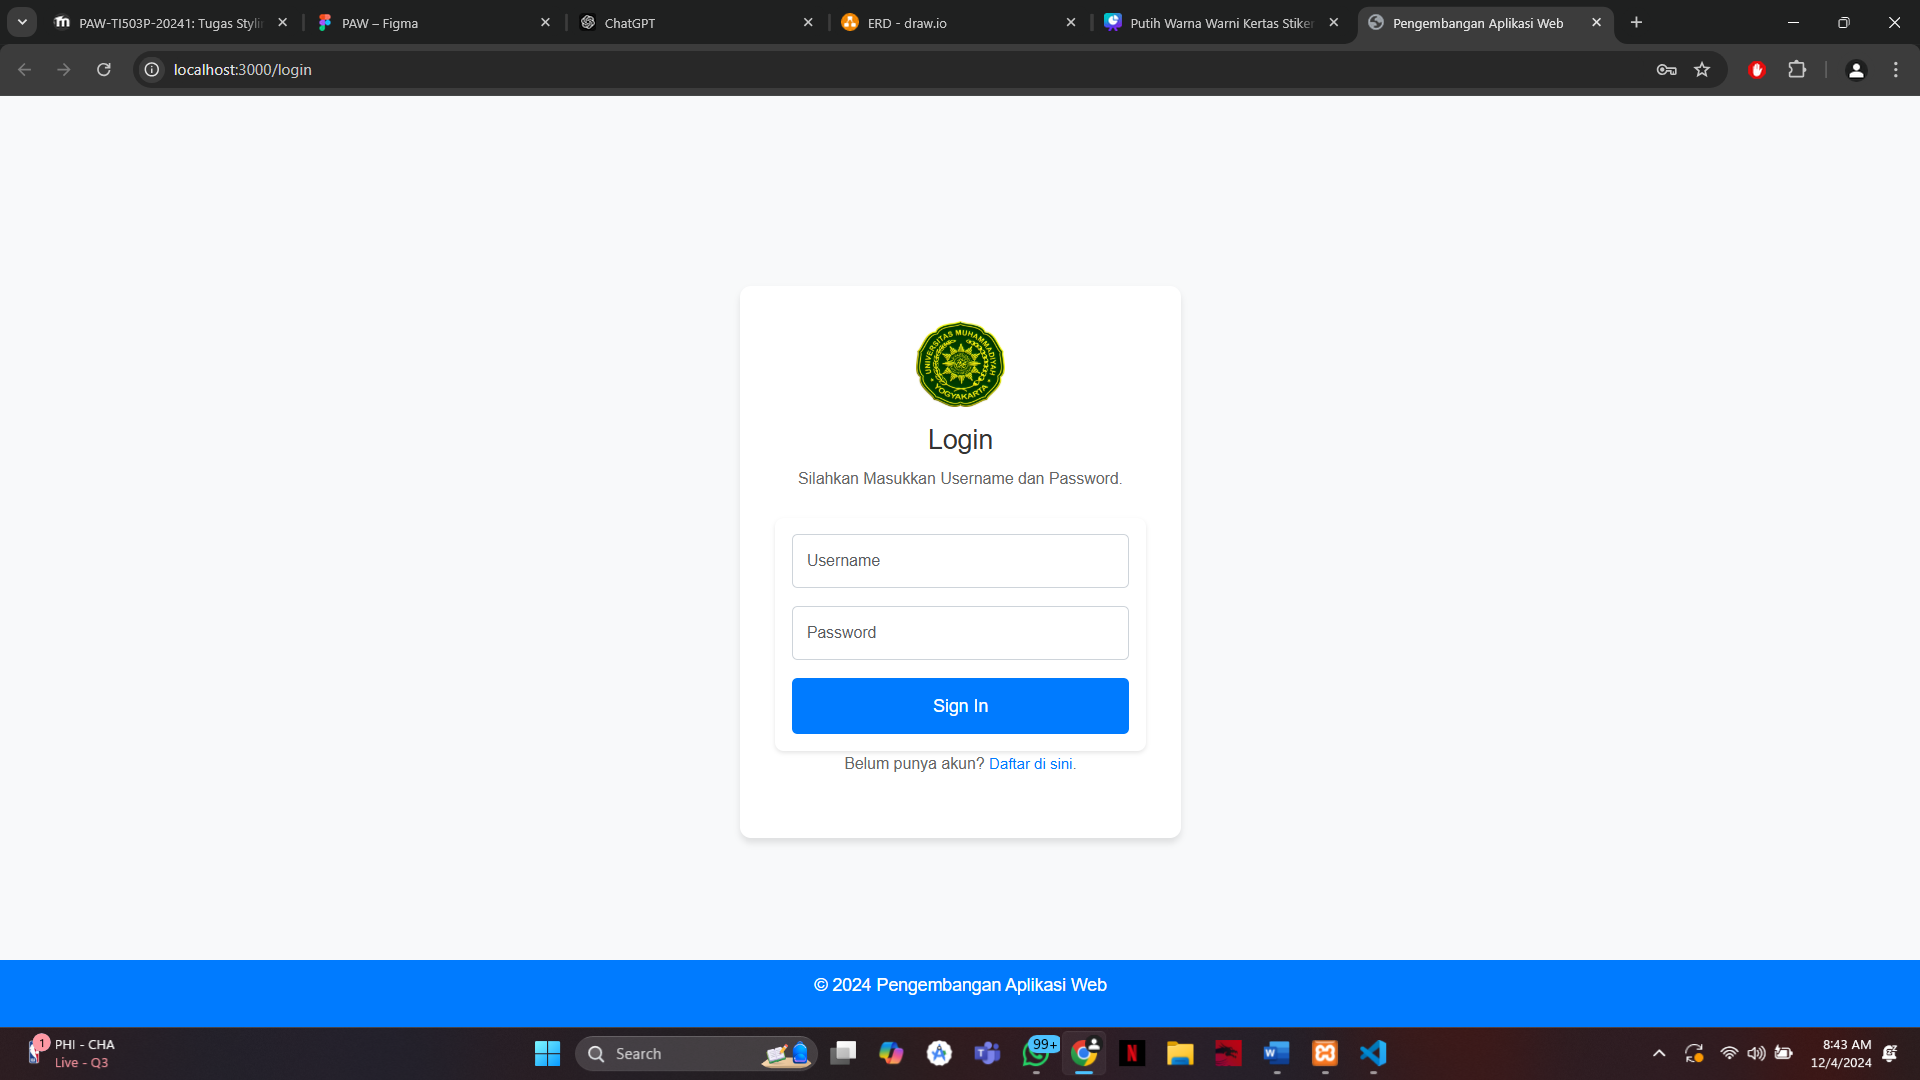 PAW-TI503P-20241: Tugas Styli
PAW – Figma
ChatGPT
ERD - draw.io
Putih Warna Warni Kertas Stiker
Pengembangan Aplikasi Web
localhost:3000/login
UNIVERSITAS MUHAMMADIYAH
YOGYAKARTA
Login
Silahkan Masukkan Username dan Password.
Username
Password
Sign In
Belum punya akun? Daftar di sini.
© 2024 Pengembangan Aplikasi Web
1
PHI - CHA
Live - Q3
Search
99+
8:43 AM
12/4/2024